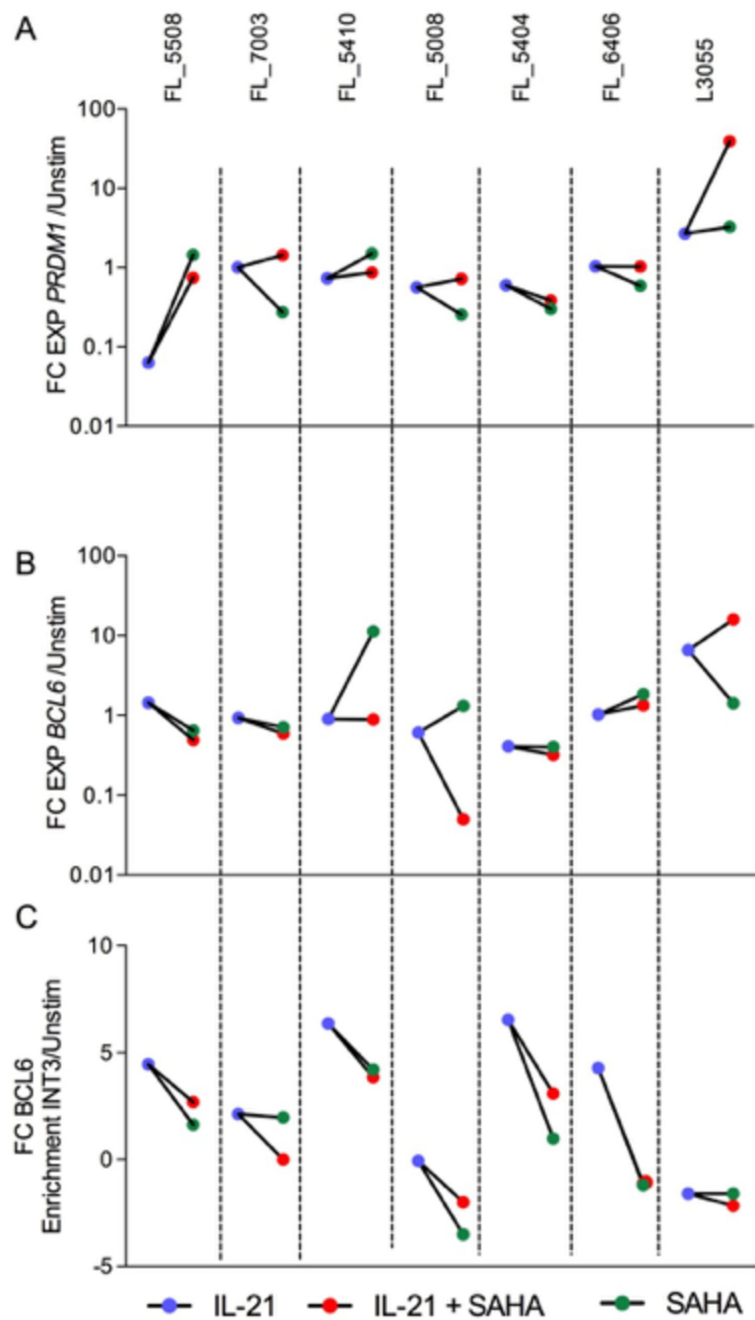 A
FL_5508 FL_7003 FL_5410 FL_5008 FL_5404 FL_6406 L3055
FC EXP PRDM1 /Unstim
100
10
1
0.1
0.01
B
FC EXP BCL6 /Unstim
100
10
1
0.1
0.01
C
FC BCL6
Enrichment INT3/Unstim
10
5
0
-5
IL-21 IL-21 + SAHA SAHA